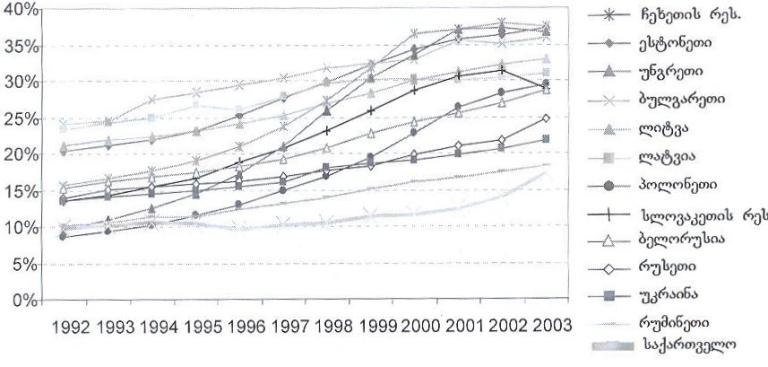 40%
35%
30%
25%
20%
15%
10%
5%
0%
1992 1993 1994 1995 1996 1997 1998 1999 2000 2001 2002 2003
ჩეხეთის რეს.
ესტონეთი
უნგრეთი
ბულგარეთი
ლიტვა
ლატვია
პოლონეთი
სლოვაკეთის რეს
ბელორუსია
რუსეთი
უკრაინა
რუმინეთი
საქართველო